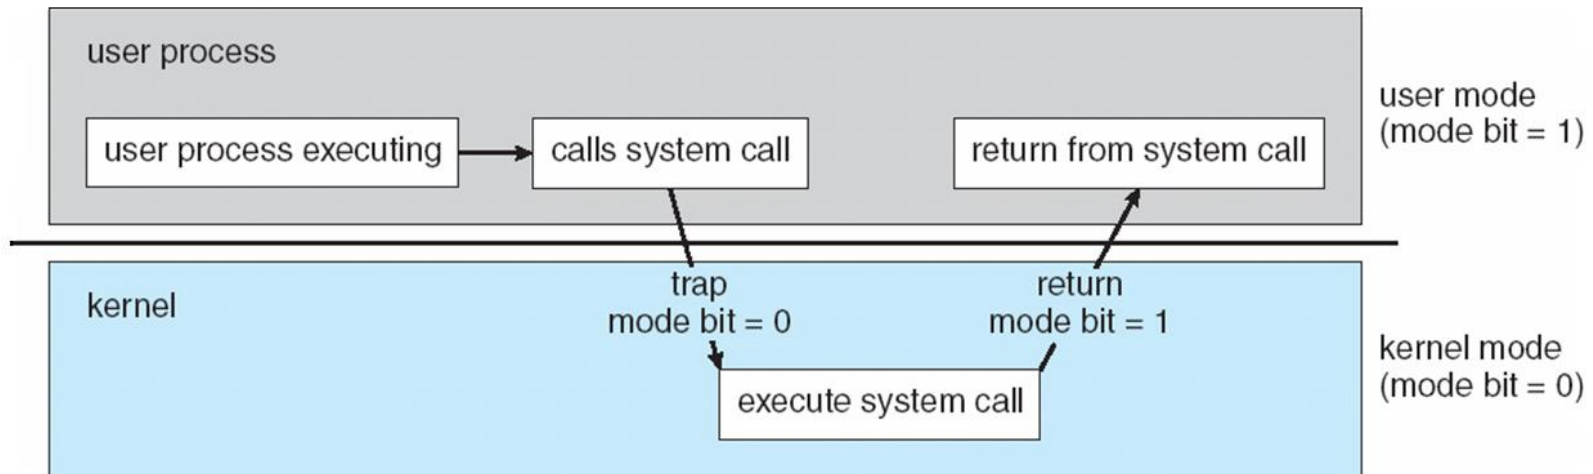 user process
user process executing
calls system call
return from system call
user mode
(mode bit = 1)
kernel
trap
mode bit = 0
return
mode bit = 1
execute system call
kernel mode
(mode bit = 0)